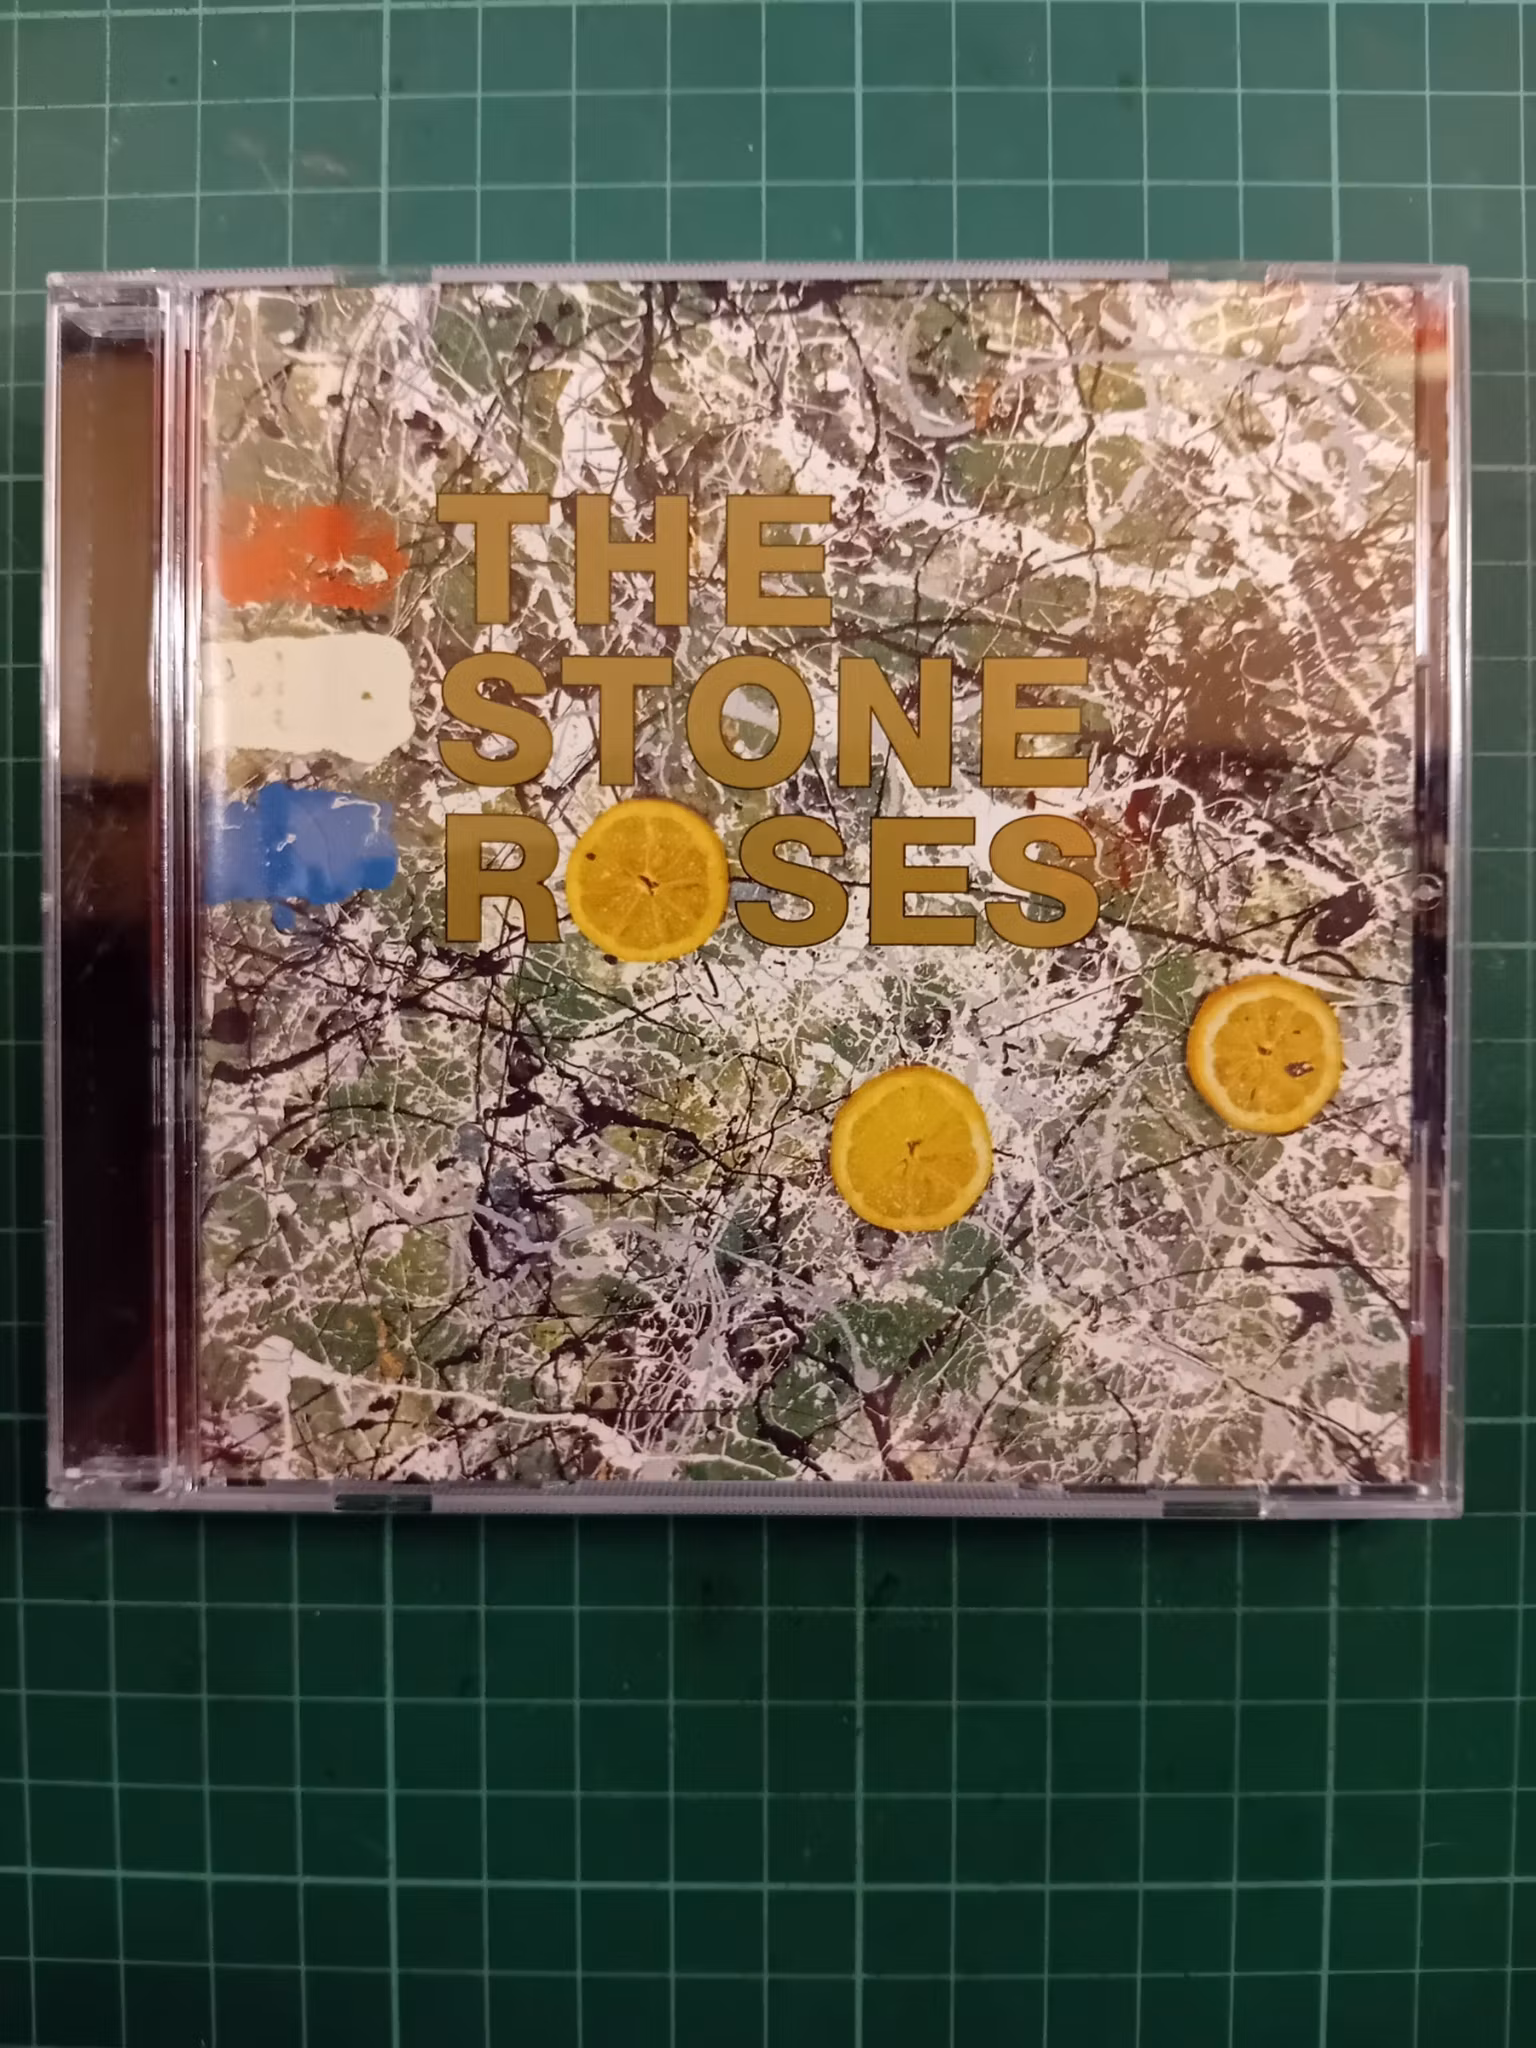 THE
STONE
ROSES